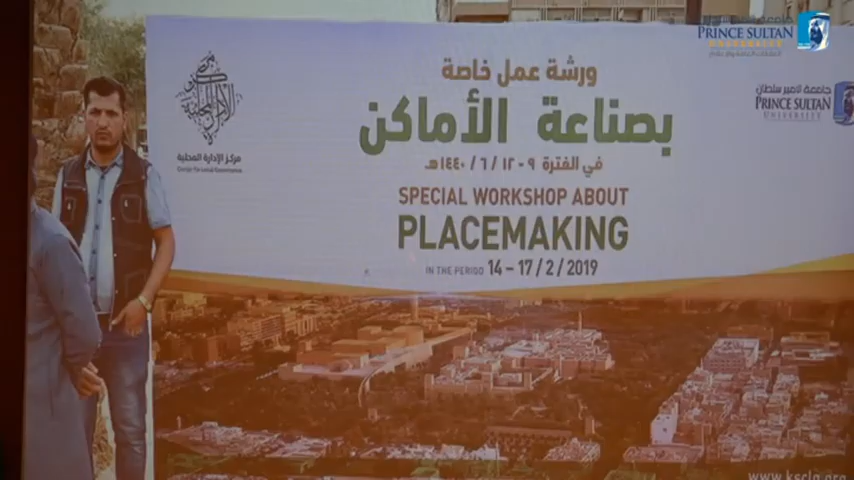 PRINCE SULTAN
UNIVERSITY
جامعة الأمير سلطان
PRINCE SULTAN
UNIVERSITY
مركز الإدارة المحلية
Center for Local Governance
ورشة عمل خاصة
بصناعة الأماكن
في الفترة ٩ - ١٢ / ٦ / ١٤٤٠هـ
SPECIAL WORKSHOP ABOUT
PLACEMAKING
IN THE PERIOD 14 – 17/2/2019
www.ksclg.org